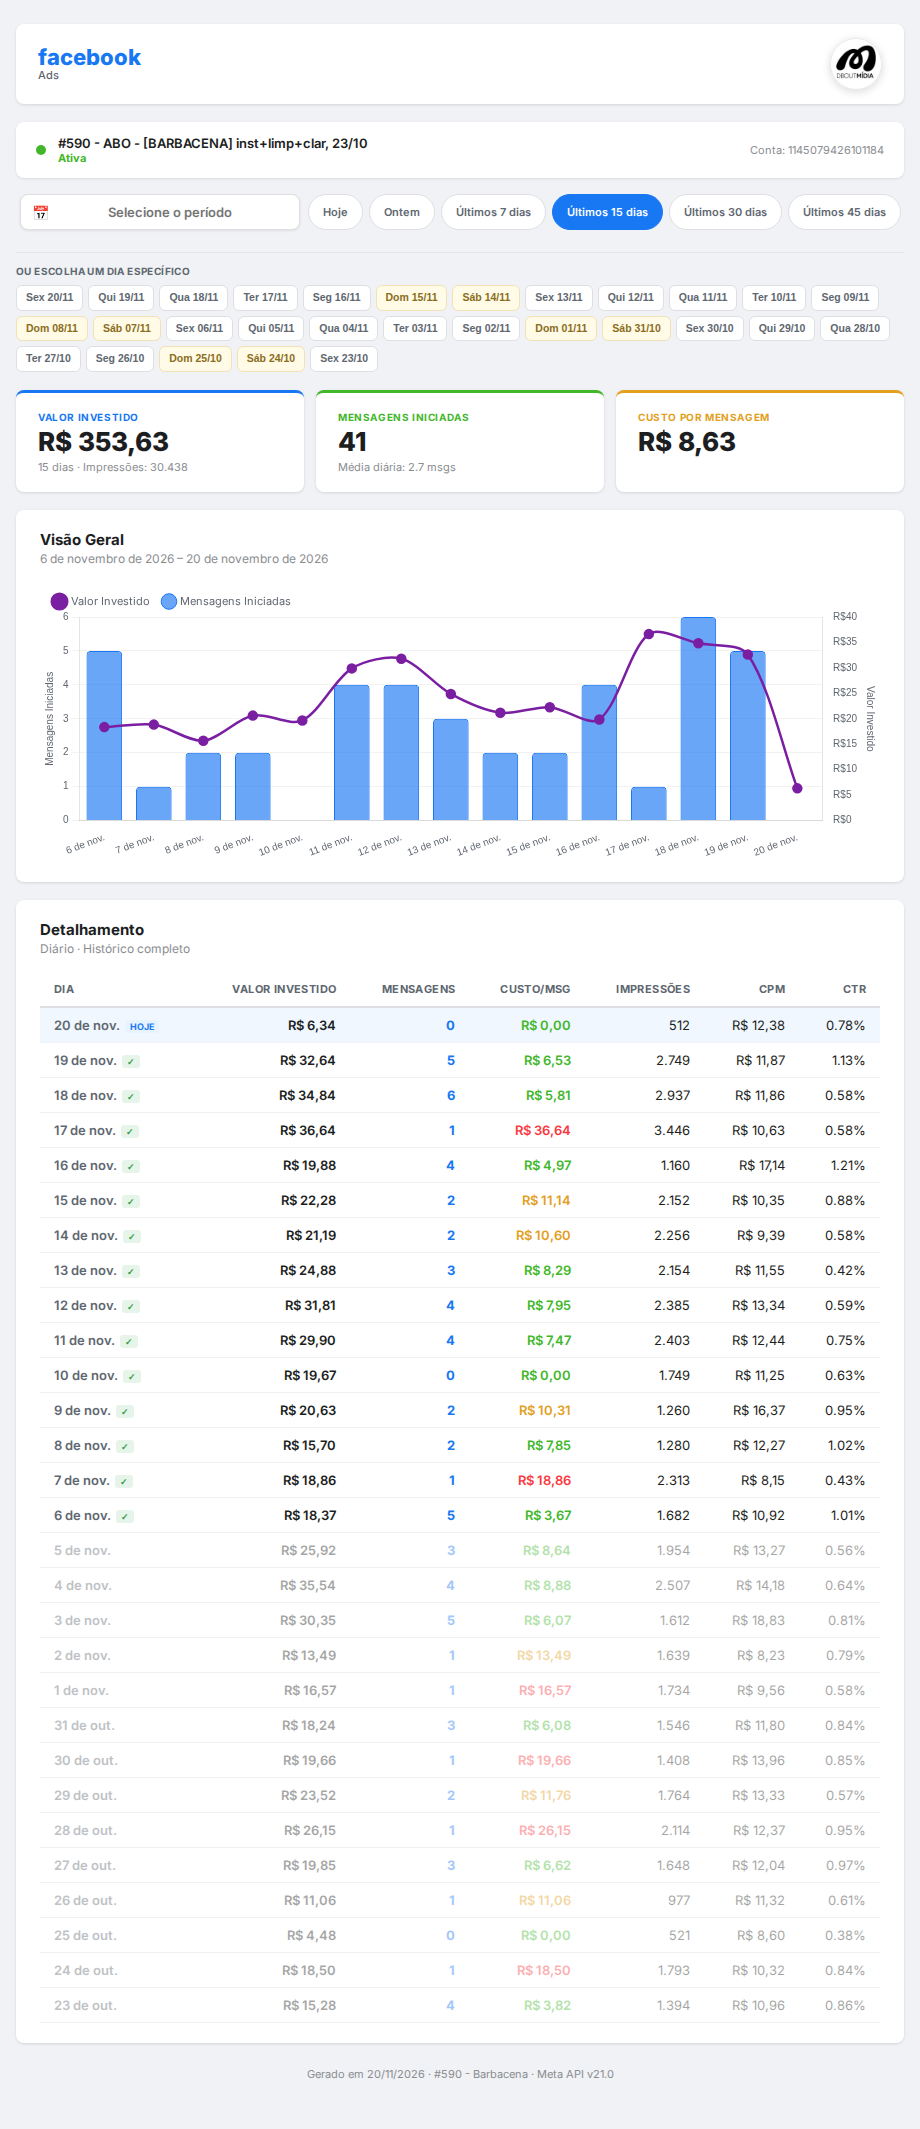 facebook
Ads
DBOUTMÍDIA
#590 - ABO - [BARBACENA] inst+limp+clar, 23/10
Ativa
Conta: 1145079426101184
Selecione o período
Hoje
Ontem
Últimos 7 dias
Últimos 15 dias
Últimos 30 dias
Últimos 45 dias
OU ESCOLHA UM DIA ESPECÍFICO
Sex 20/11 Qui 19/11 Qua 18/11 Ter 17/11 Seg 16/11 Dom 15/11 Sáb 14/11 Sex 13/11 Qui 12/11 Qua 11/11 Ter 10/11 Seg 09/11
Dom 08/11 Sáb 07/11 Sex 06/11 Qui 05/11 Qua 04/11 Ter 03/11 Seg 02/11 Dom 01/11 Sáb 31/10 Sex 30/10 Qui 29/10 Qua 28/10
Ter 27/10 Seg 26/10 Dom 25/10 Sáb 24/10 Sex 23/10
VALOR INVESTIDO
R$ 353,63
15 dias · Impressões: 30.438
MENSAGENS INICIADAS
41
Média diária: 2.7 msgs
CUSTO POR MENSAGEM
R$ 8,63
Visão Geral
6 de novembro de 2026 – 20 de novembro de 2026
Valor Investido Mensagens Iniciadas
Mensagens Iniciadas
6
5
4
3
2
1
0
R$40
R$35
R$30
R$25
R$20
R$15
R$10
R$5
R$0
Valor Investido
6 de nov. 7 de nov. 8 de nov. 9 de nov. 10 de nov. 11 de nov. 12 de nov. 13 de nov. 14 de nov. 15 de nov. 16 de nov. 17 de nov. 18 de nov. 19 de nov. 20 de nov.
Detalhamento
Diário · Histórico completo
DIA VALOR INVESTIDO MENSAGENS CUSTO/MSG IMPRESSÕES CPM CTR
20 de nov. HOJE R$ 6,34 0 R$ 0,00 512 R$ 12,38 0.78%
19 de nov. ✓ R$ 32,64 5 R$ 6,53 2.749 R$ 11,87 1.13%
18 de nov. ✓ R$ 34,84 6 R$ 5,81 2.937 R$ 11,86 0.58%
17 de nov. ✓ R$ 36,64 1 R$ 36,64 3.446 R$ 10,63 0.58%
16 de nov. ✓ R$ 19,88 4 R$ 4,97 1.160 R$ 17,14 1.21%
15 de nov. ✓ R$ 22,28 2 R$ 11,14 2.152 R$ 10,35 0.88%
14 de nov. ✓ R$ 21,19 2 R$ 10,60 2.256 R$ 9,39 0.58%
13 de nov. ✓ R$ 24,88 3 R$ 8,29 2.154 R$ 11,55 0.42%
12 de nov. ✓ R$ 31,81 4 R$ 7,95 2.385 R$ 13,34 0.59%
11 de nov. ✓ R$ 29,90 4 R$ 7,47 2.403 R$ 12,44 0.75%
10 de nov. ✓ R$ 19,67 0 R$ 0,00 1.749 R$ 11,25 0.63%
9 de nov. ✓ R$ 20,63 2 R$ 10,31 1.260 R$ 16,37 0.95%
8 de nov. ✓ R$ 15,70 2 R$ 7,85 1.280 R$ 12,27 1.02%
7 de nov. ✓ R$ 18,86 1 R$ 18,86 2.313 R$ 8,15 0.43%
6 de nov. ✓ R$ 18,37 5 R$ 3,67 1.682 R$ 10,92 1.01%
5 de nov. R$ 25,92 3 R$ 8,64 1.954 R$ 13,27 0.56%
4 de nov. R$ 35,54 4 R$ 8,88 2.507 R$ 14,18 0.64%
3 de nov. R$ 30,35 5 R$ 6,07 1.612 R$ 18,83 0.81%
2 de nov. R$ 13,49 1 R$ 13,49 1.639 R$ 8,23 0.79%
1 de nov. R$ 16,57 1 R$ 16,57 1.734 R$ 9,56 0.58%
31 de out. R$ 18,24 3 R$ 6,08 1.546 R$ 11,80 0.84%
30 de out. R$ 19,66 1 R$ 19,66 1.408 R$ 13,96 0.85%
29 de out. R$ 23,52 2 R$ 11,76 1.764 R$ 13,33 0.57%
28 de out. R$ 26,15 1 R$ 26,15 2.114 R$ 12,37 0.95%
27 de out. R$ 19,85 3 R$ 6,62 1.648 R$ 12,04 0.97%
26 de out. R$ 11,06 1 R$ 11,06 977 R$ 11,32 0.61%
25 de out. R$ 4,48 0 R$ 0,00 521 R$ 8,60 0.38%
24 de out. R$ 18,50 1 R$ 18,50 1.793 R$ 10,32 0.84%
23 de out. R$ 15,28 4 R$ 3,82 1.394 R$ 10,96 0.86%
Gerado em 20/11/2026 · #590 - Barbacena · Meta API v21.0